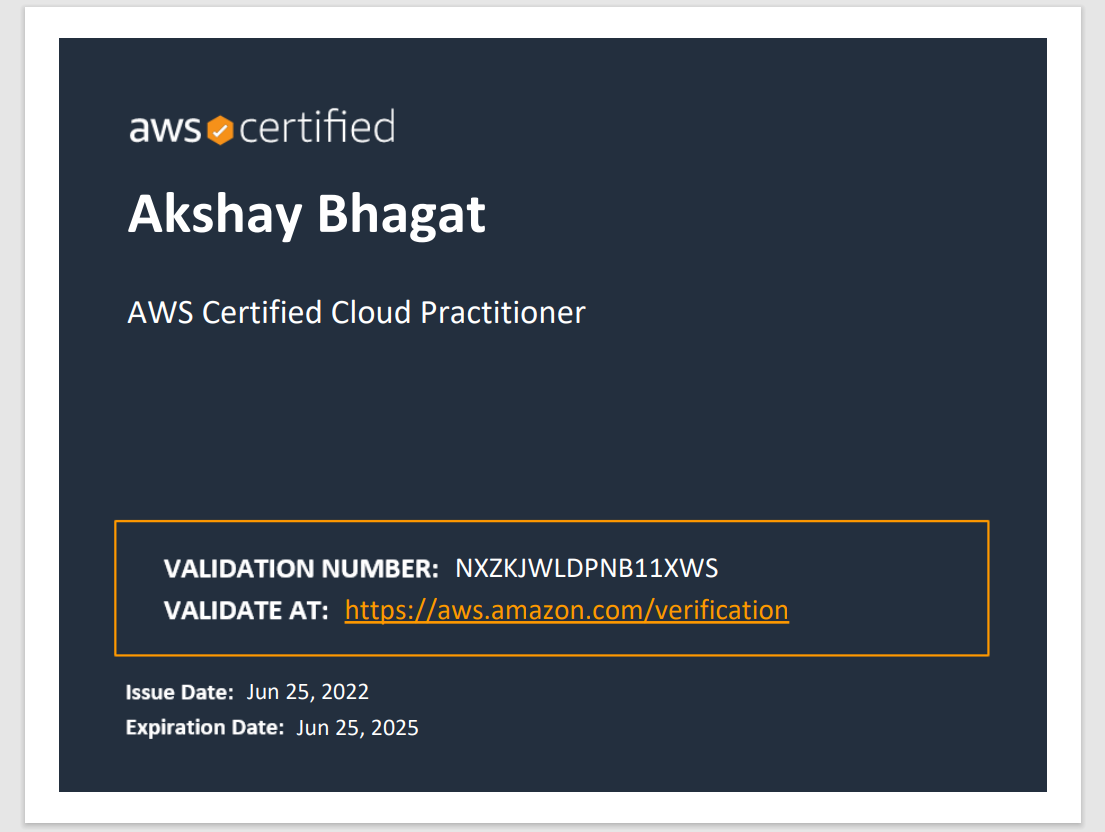 aws certified
Akshay Bhagat
AWS Certified Cloud Practitioner
VALIDATION NUMBER: NXZKJWLDPNB11XWS
VALIDATE AT: https://aws.amazon.com/verification
Issue Date: Jun 25, 2022
Expiration Date: Jun 25, 2025